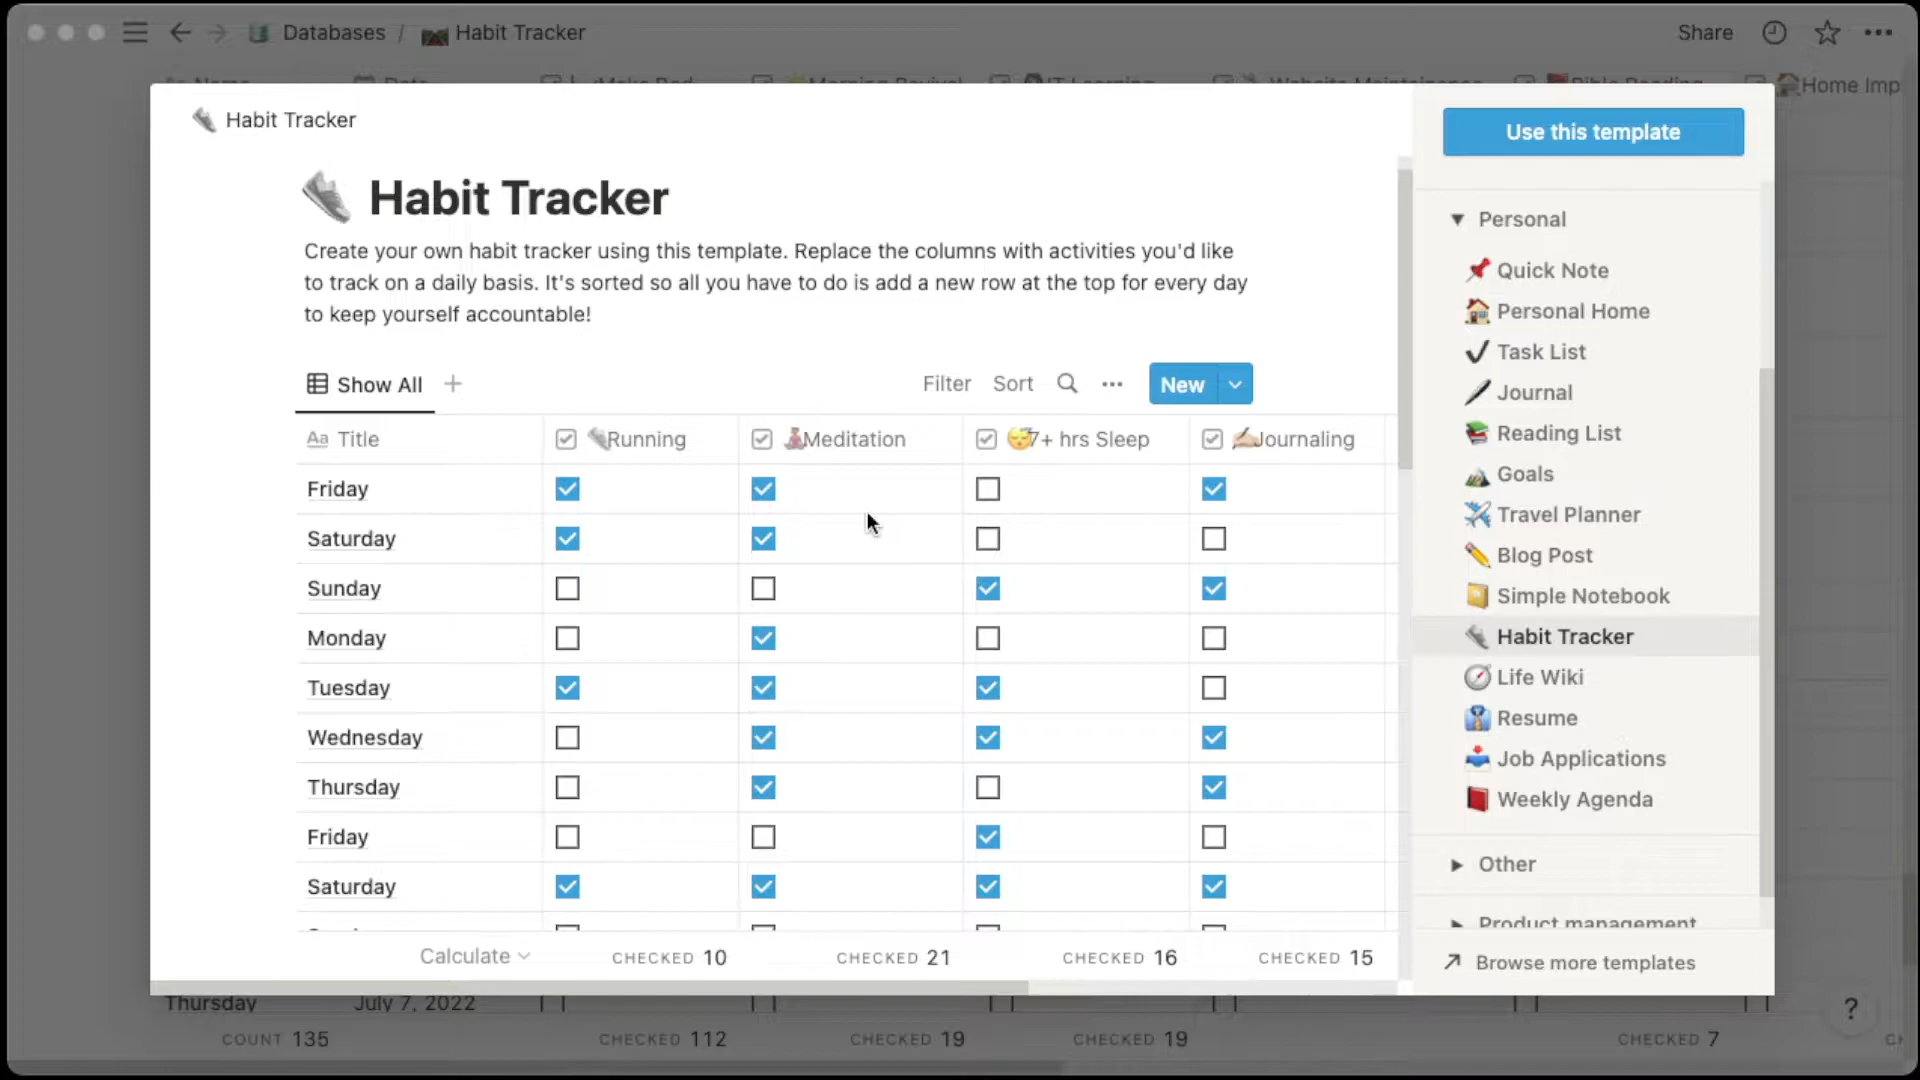 Databases / Habit Tracker
Share
Habit Tracker
Use this template
Habit Tracker
Create your own habit tracker using this template. Replace the columns with activities you'd like
to track on a daily basis. It's sorted so all you have to do is add a new row at the top for every day
to keep yourself accountable!
Show All
Filter Sort
New
Aa Title Running Meditation 7+ hrs Sleep Journaling
Friday
Saturday
Sunday
Monday
Tuesday
Wednesday
Thursday
Friday
Saturday
Calculate CHECKED 10 CHECKED 21 CHECKED 16 CHECKED 15
Personal
Quick Note
Personal Home
Task List
Journal
Reading List
Goals
Travel Planner
Blog Post
Simple Notebook
Habit Tracker
Life Wiki
Resume
Job Applications
Weekly Agenda
Other
Product management
Browse more templates
Home Imp
Thursday July 7, 2022
COUNT 135 CHECKED 112 CHECKED 19 CHECKED 19 CHECKED 7
?